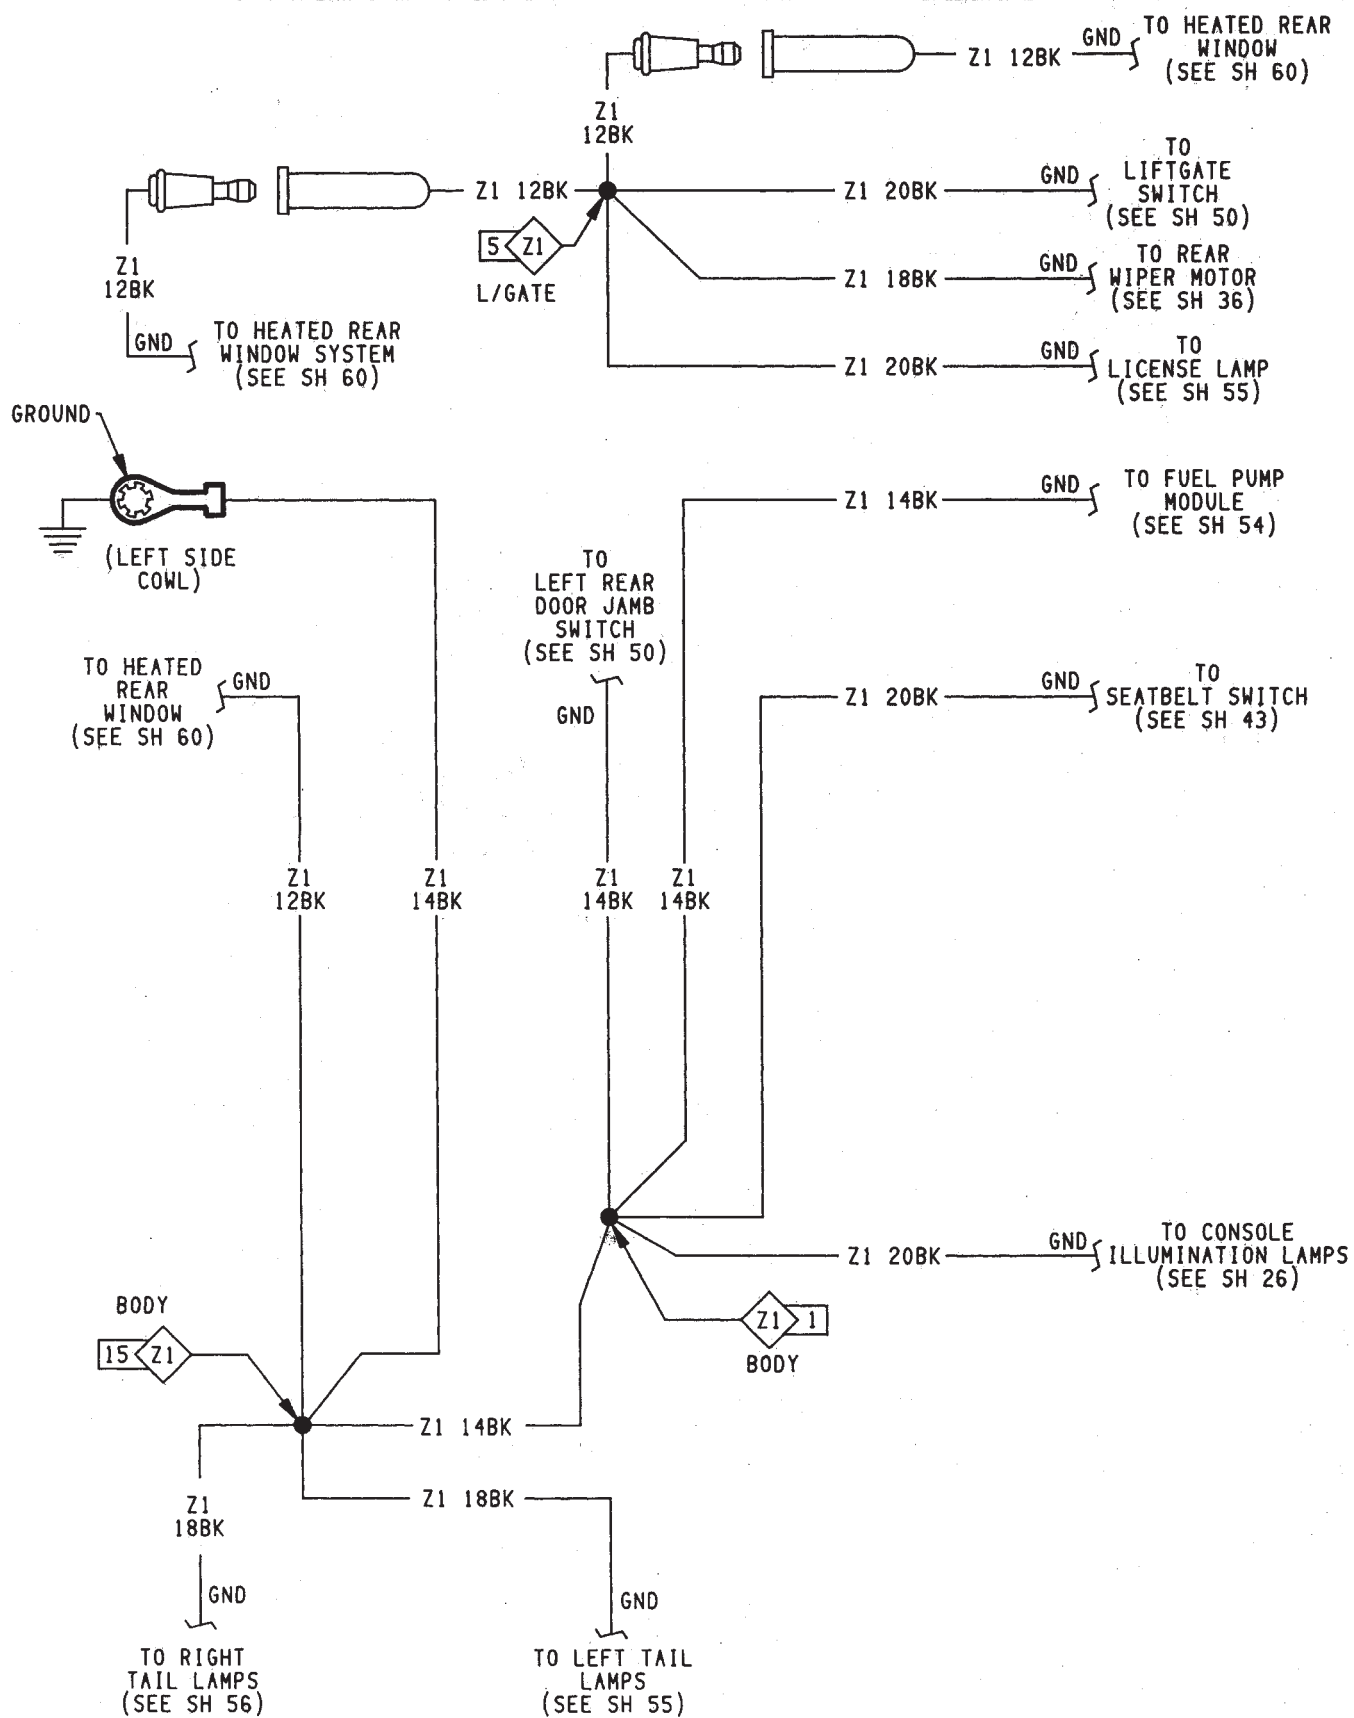 TO HEATED REAR
WINDOW
(SEE SH 60)
GND
Z1 12BK
Z1
12BK
TO
LIFTGATE
SWITCH
(SEE SH 50)
GND
Z1 20BK
Z1 12BK
5 Z1
L/GATE
TO REAR
WIPER MOTOR
(SEE SH 36)
GND
Z1 18BK
Z1
12BK
GND
TO HEATED REAR
WINDOW SYSTEM
(SEE SH 60)
TO
LICENSE LAMP
(SEE SH 55)
GND
Z1 20BK
GROUND
(LEFT SIDE
COWL)
TO FUEL PUMP
MODULE
(SEE SH 54)
GND
Z1 14BK
TO
LEFT REAR
DOOR JAMB
SWITCH
(SEE SH 50)
GND
TO HEATED
REAR
WINDOW
(SEE SH 60)
GND
TO
SEATBELT SWITCH
(SEE SH 43)
GND
Z1 20BK
Z1
12BK
Z1
14BK
Z1
14BK
Z1
14BK
Z1 20BK
GND
TO CONSOLE
ILLUMINATION LAMPS
(SEE SH 26)
BODY
15 Z1
Z1 1
BODY
Z1 14BK
Z1 18BK
Z1
18BK
GND
TO RIGHT
TAIL LAMPS
(SEE SH 56)
GND
TO LEFT TAIL
LAMPS
(SEE SH 55)